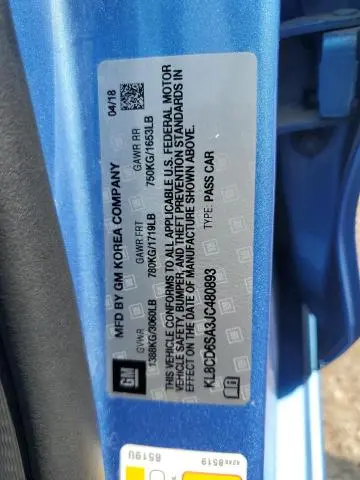 MFD BY GM KOREA COMPANY 04/18
GVWR GAWR FRT GAWR RR
1388KG/3060LB 780KG/1719LB 750KG/1653LB
THIS VEHICLE CONFORMS TO ALL APPLICABLE U.S. FEDERAL MOTOR
VEHICLE SAFETY, BUMPER, AND THEFT PREVENTION STANDARDS IN
EFFECT ON THE DATE OF MANUFACTURE SHOWN ABOVE.
KL8CD6SA3JC480893 TYPE: PASS CAR
GM
8519U
8519